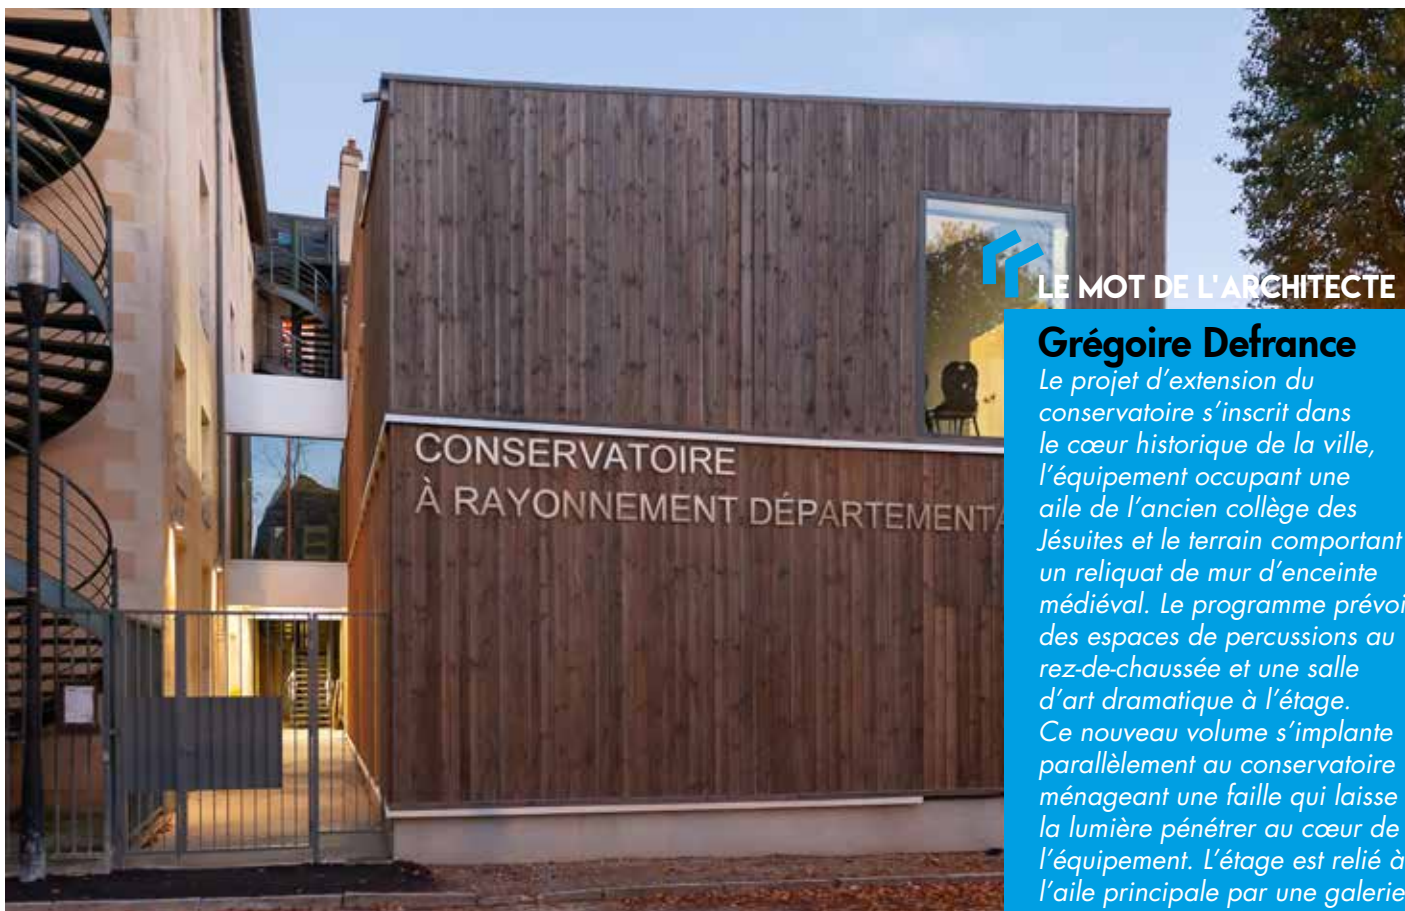 CONSERVATOIRE
À RAYONNEMENT DÉPARTEMENTA
LE MOT DE L'ARCHITECTE
Grégoire Defrance
Le projet d'extension du
conservatoire s'inscrit dans
le cœur historique de la ville,
l'équipement occupant une
aile de l'ancien collège des
Jésuites et le terrain comportant
un reliquat de mur d'enceinte
médiéval. Le programme prévoi
des espaces de percussions au
rez-de-chaussée et une salle
d'art dramatique à l'étage.
Ce nouveau volume s'implante
parallèlement au conservatoire
ménageant une faille qui laisse
la lumière pénétrer au cœur de
l'équipement. L'étage est relié à
l'aile principale par une galerie